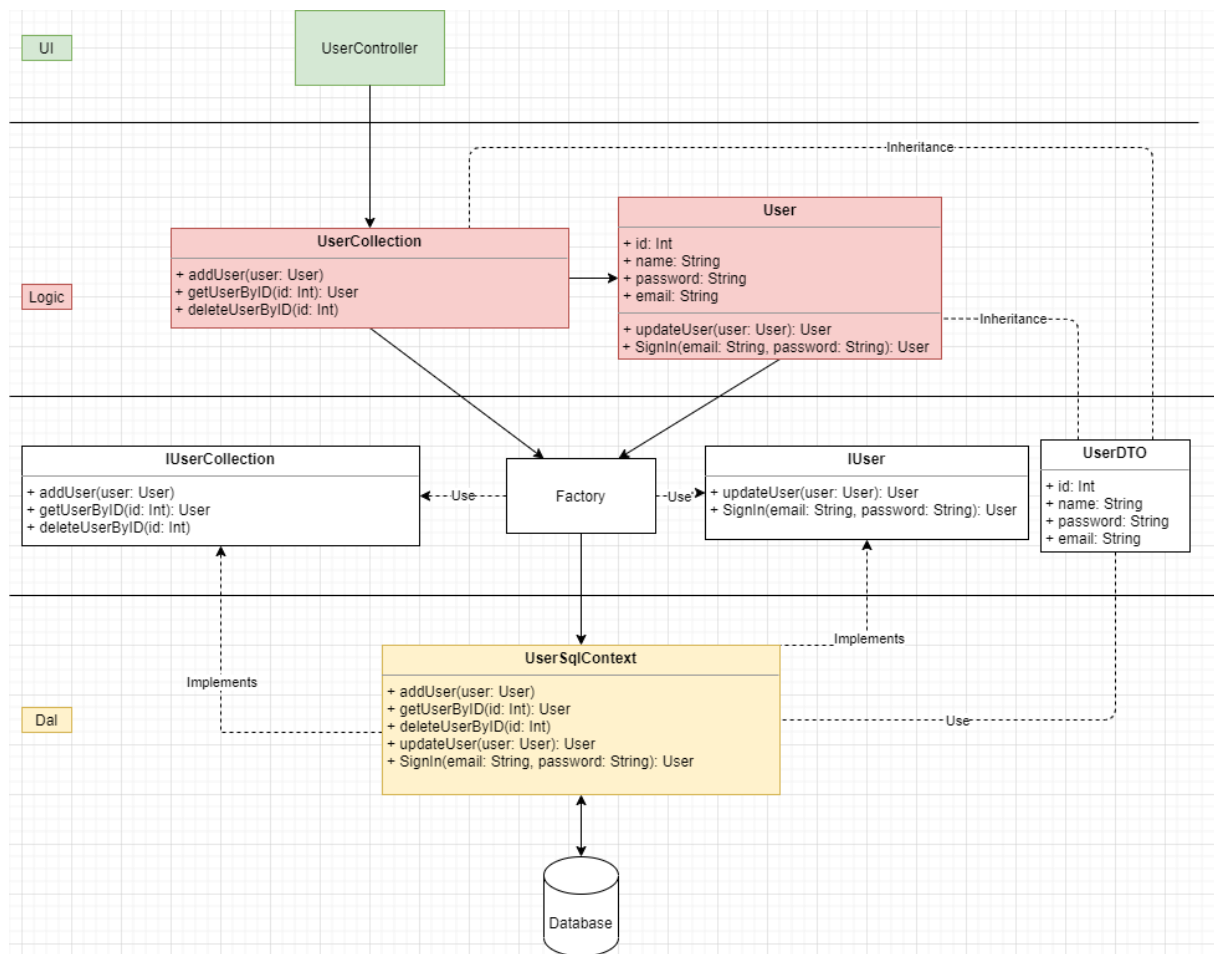 UI
UserController
Inheritance
User
+ id: Int
+ name: String
+ password: String
+ email: String
+ updateUser(user: User): User
+ SignIn(email: String, password: String): User
UserCollection
+ addUser(user: User)
+ getUserByID(id: Int): User
+ deleteUserByID(id: Int)
Logic
Inheritance
IUserCollection
+ addUser(user: User)
+ getUserByID(id: Int): User
+ deleteUserByID(id: Int)
Use
Factory
Use
IUser
+ updateUser(user: User): User
+ SignIn(email: String, password: String): User
UserDTO
+ id: Int
+ name: String
+ password: String
+ email: String
Implements
Implements
UserSqlContext
+ addUser(user: User)
+ getUserByID(id: Int): User
+ deleteUserByID(id: Int)
+ updateUser(user: User): User
+ SignIn(email: String, password: String): User
Dal
Use
Database